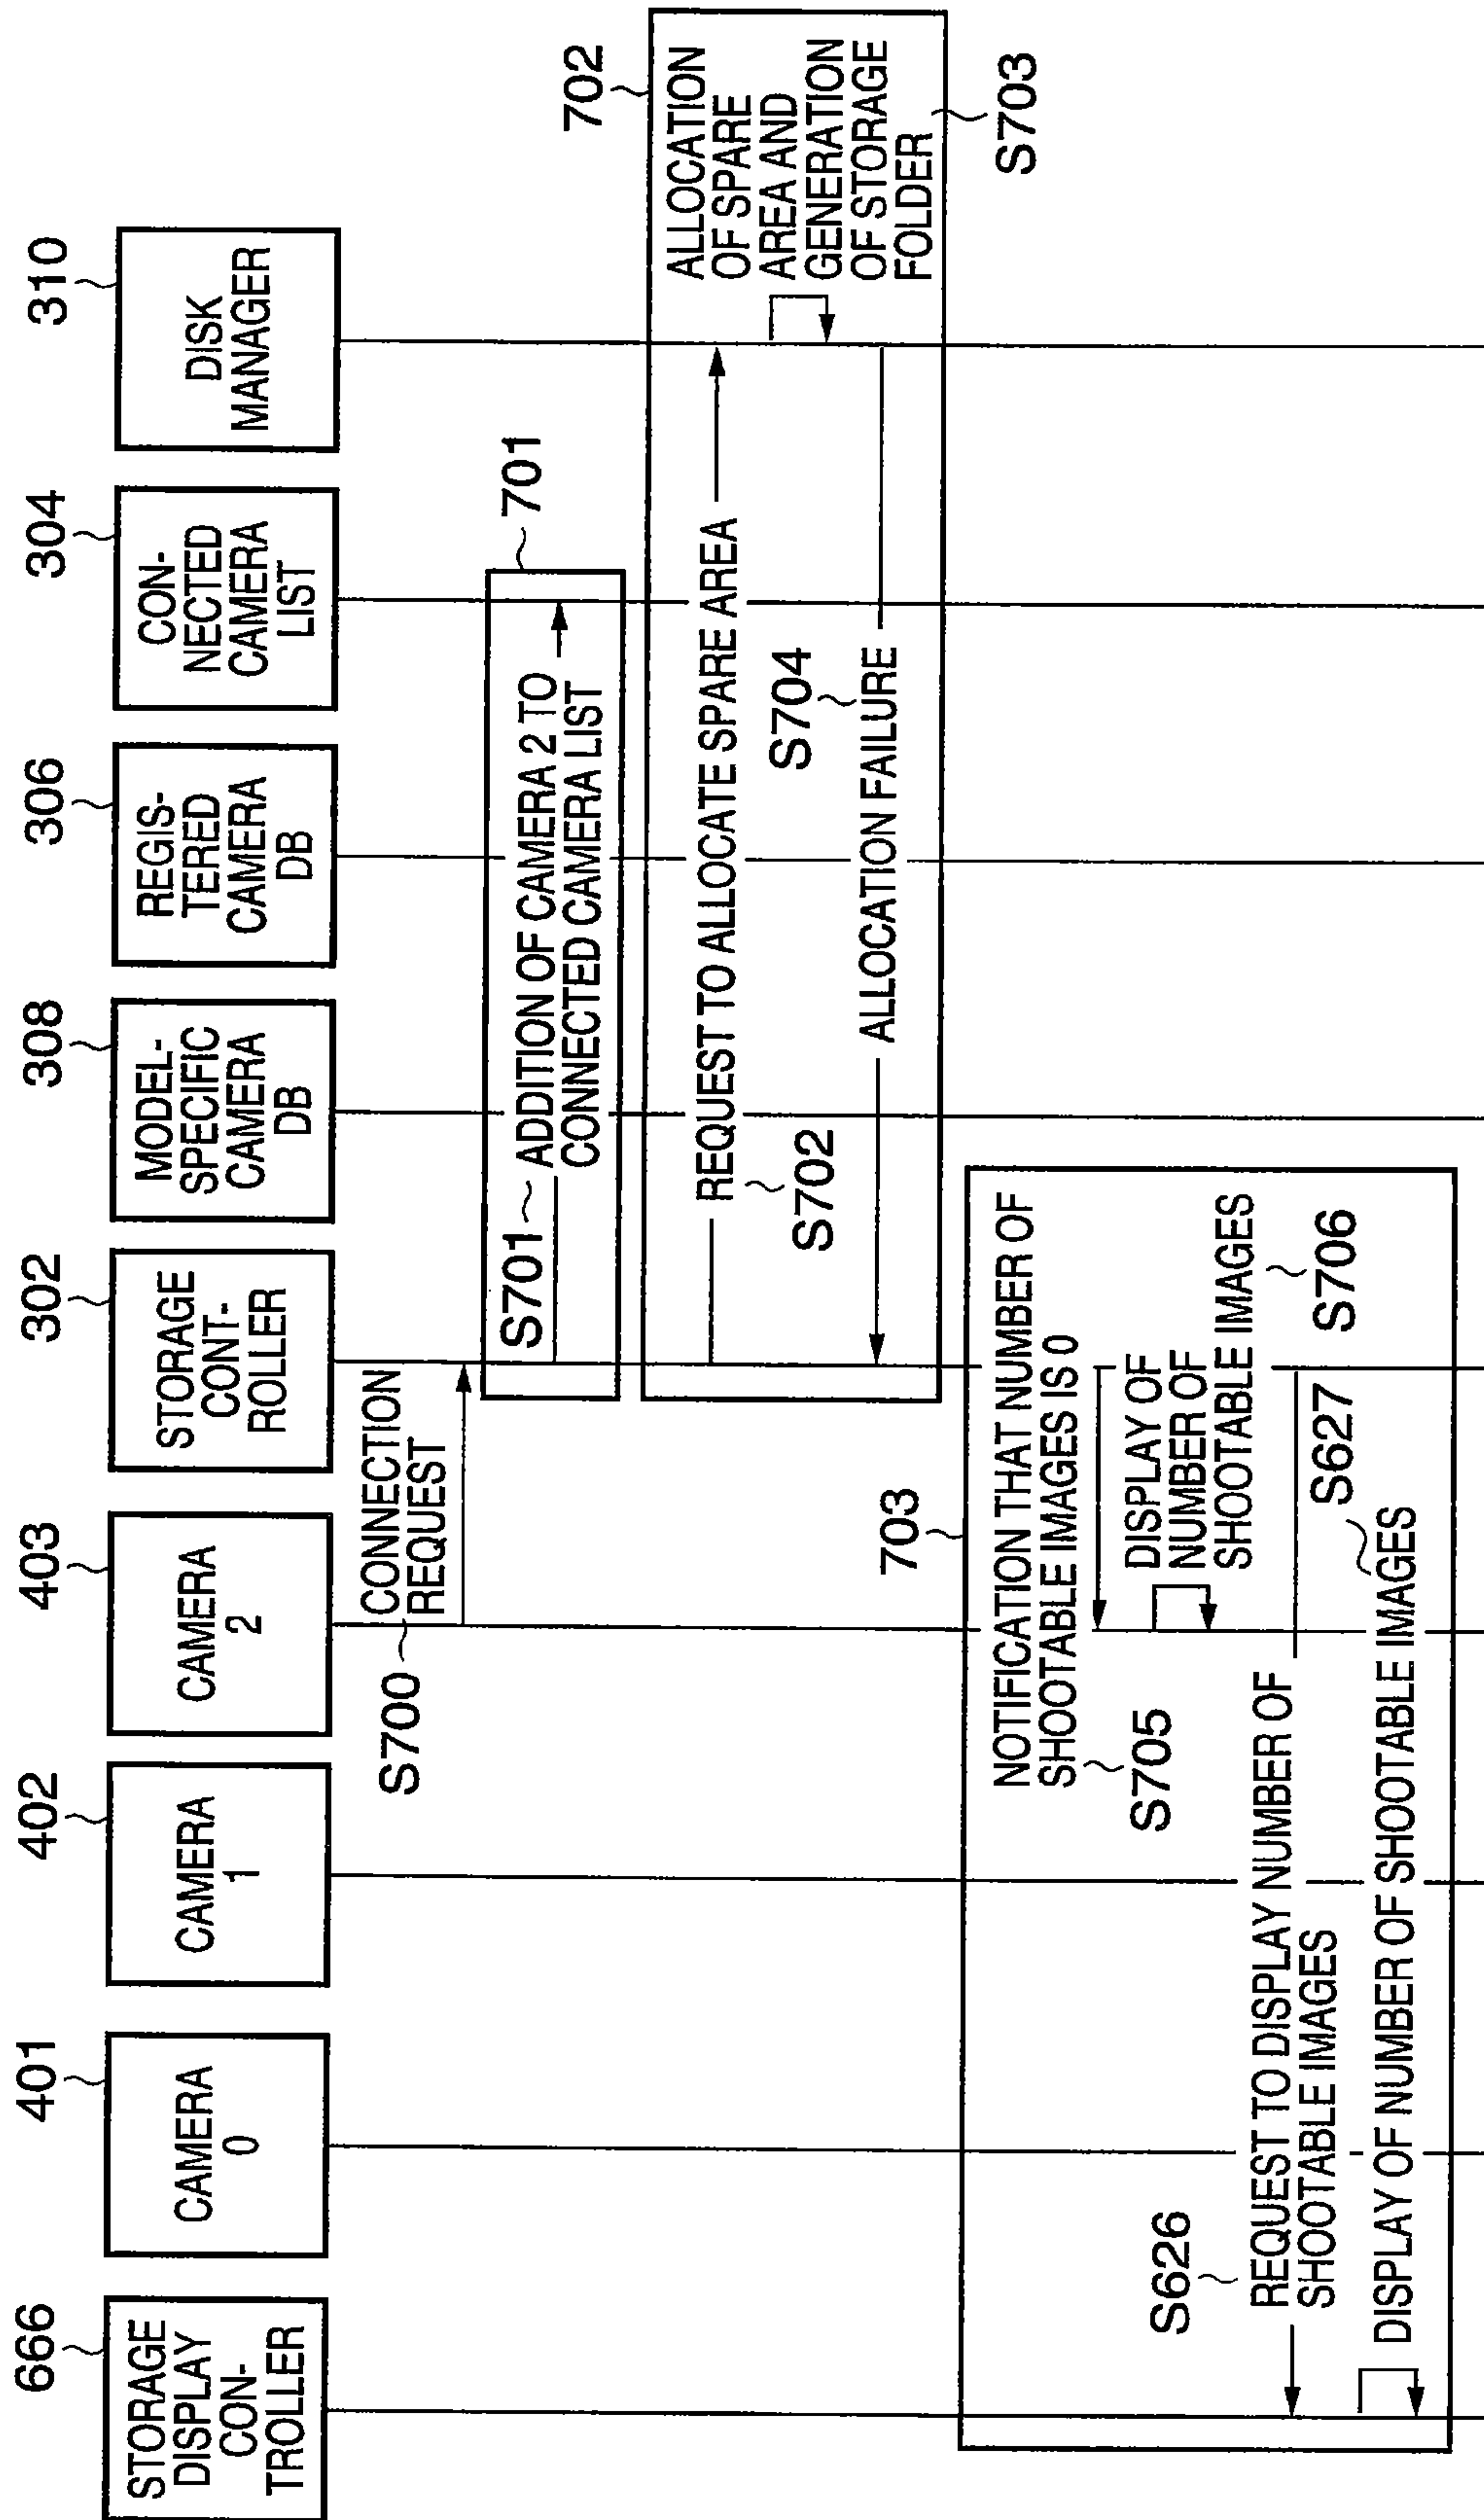 666
STORAGE
DISPLAY
CON-
TROLLER
401
CAMERA
0
402
CAMERA
1
403
CAMERA
2
302
STORAGE
CONT-
ROLLER
308
MODEL-
SPECIFIC
CAMERA
DB
306
REGIS-
TERED
CAMERA
DB
304
CON-
NECTED
CAMERA
LIST
310
DISK
MANAGER
S700
CONNECTION
REQUEST
701
S701
ADDITION OF CAMERA 2 TO
CONNECTED CAMERA LIST
702
REQUEST TO ALLOCATE SPARE AREA
S702
ALLOCATION
OF SPARE
AREA AND
GENERATION
OF STORAGE
FOLDER
S703
S704
ALLOCATION FAILURE
703
NOTIFICATION THAT NUMBER OF
SHOOTABLE IMAGES IS 0
S705
DISPLAY OF
NUMBER OF
SHOOTABLE IMAGES
S706
S626
REQUEST TO DISPLAY NUMBER OF
SHOOTABLE IMAGES
S627
DISPLAY OF NUMBER OF SHOOTABLE IMAGES